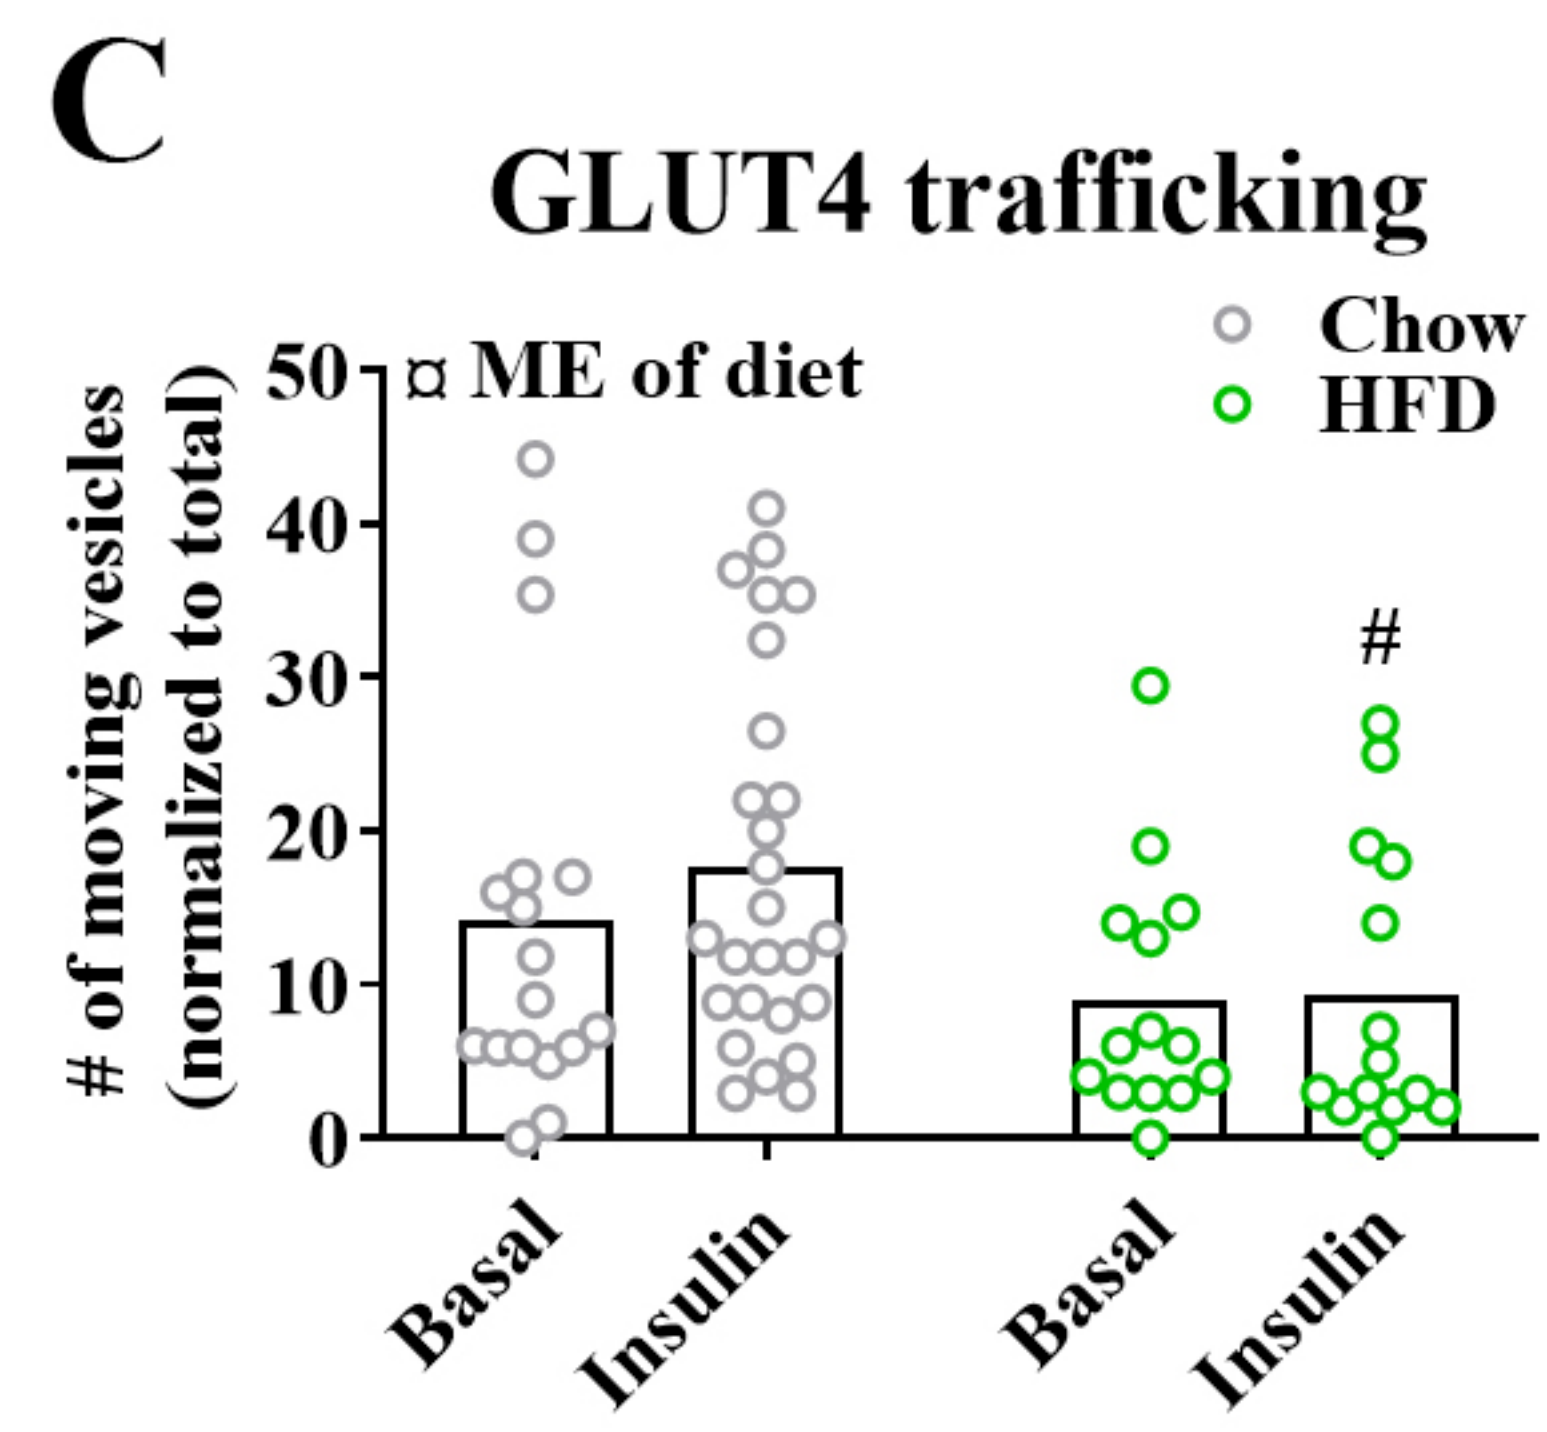 C
GLUT4 trafficking
Chow
HFD
¤ ME of diet
# of moving vesicles
(normalized to total)
50
40
30
20
10
0
#
Basal
Insulin
Basal
Insulin